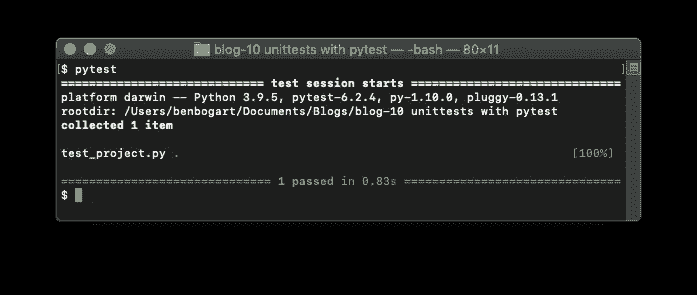 blog-10 unittests with pytest — -bash — 80×11
[$ pytest ]
============================= test session starts ==============================
platform darwin -- Python 3.9.5, pytest-6.2.4, py-1.10.0, pluggy-0.13.1
rootdir: /Users/benbogart/Documents/Blogs/blog-10 unittests with pytest
collected 1 item
test_project.py . [100%]
============================== 1 passed in 0.83s ===============================
$